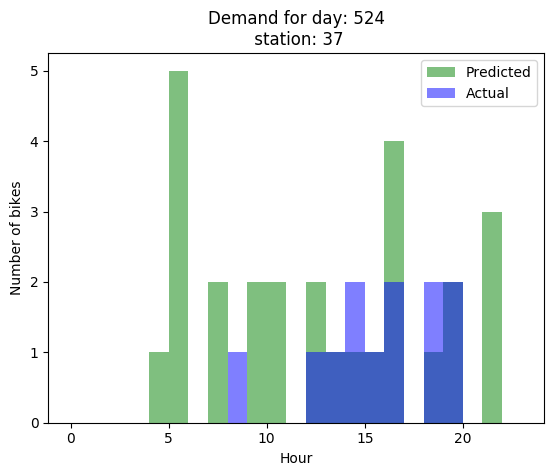 Demand for day: 524
station: 37
Predicted
Actual
5
4
3
2
1
0
Number of bikes
0
5
10
15
20
Hour